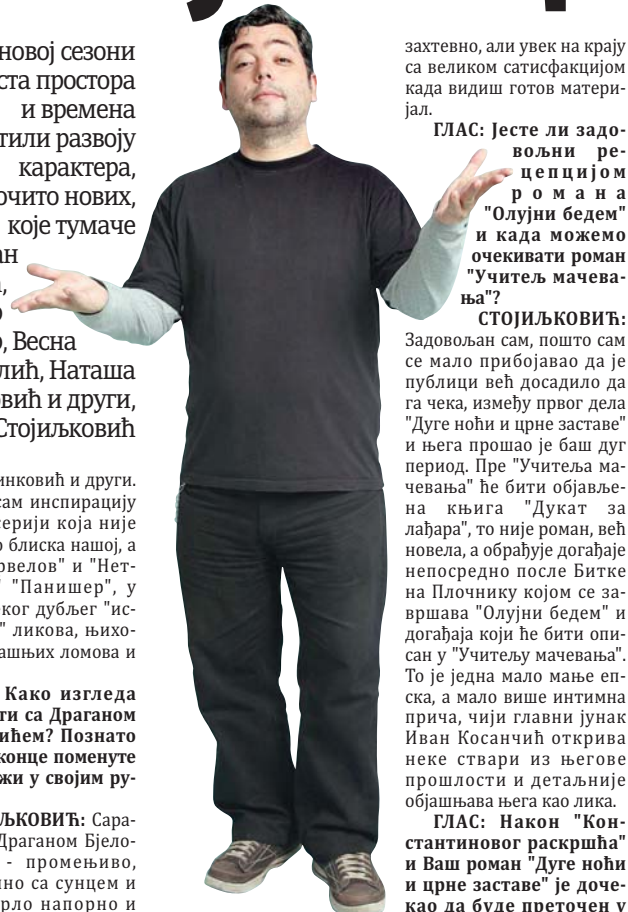 новој сезони
ста простора
и времена
тили развоју
карактера,
очито нових,
које тумаче
ан
о, Весна
лић, Наташа
овић и други,
Стојиљковић
инковић и други.
сам инспирацију
серији која није
о блиска нашој, а
рвелов" и "Нет-
" "Панишер", у
еког дубљег "ис-
" ликова, њихо-
ашњих ломова и
Како изгледа
ти са Драганом
ићем? Познато
конце поменуте
жи у својим ру-
ЉКОВИЋ: Сара-
Драганом Бјело-
- промењиво,
но са сунцем и
рло напорно и
захтевно, али увек на крају
са великом сатисфакцијом
када видиш готов матери-
јал.
ГЛАС: Јесте ли задо-
вољни ре-
цепцијом
романа
"Олујни бедем"
и када можемо
очекивати роман
"Учитељ мачева-
ња"?
СТОЈИЉКОВИЋ:
Задовољан сам, пошто сам
се мало прибојавао да је
публици већ досадило да
га чека, између првог дела
"Дуге ноћи и црне заставе"
и њега прошао је баш дуг
период. Пре "Учитеља ма-
чевања" ће бити објавље-
на књига "Дукат за
лађара", то није роман, већ
новела, а обрађује догађаје
непосредно после Битке
на Плочнику којом се за-
вршава "Олујни бедем" и
догађаја који ће бити опи-
сан у "Учитељу мачевања".
То је једна мало мање еп-
ска, а мало више интимна
прича, чији главни јунак
Иван Косанчић открива
неке ствари из његове
прошлости и детаљније
објашњава њега као лика.
ГЛАС: Након "Кон-
стантиновог раскршћа"
и Ваш роман "Дуге ноћи
и црне заставе" је доче-
као да буде преточен у